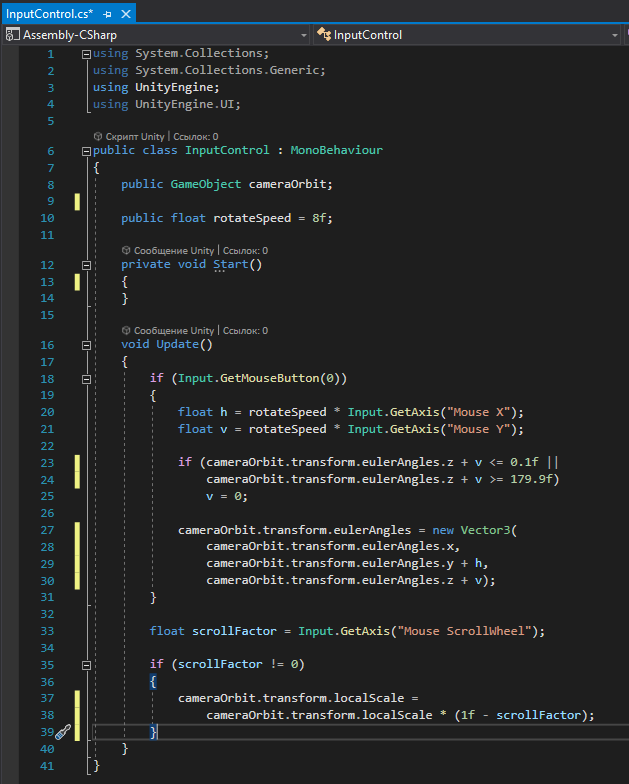 InputControl.cs*
Assembly-CSharp InputControl
1 using System.Collections;
2 using System.Collections.Generic;
3 using UnityEngine;
4 using UnityEngine.UI;
5
Скрипт Unity | Ссылок: 0
6 public class InputControl : MonoBehaviour
7 {
8 public GameObject cameraOrbit;
9
10 public float rotateSpeed = 8f;
11
Сообщение Unity | Ссылок: 0
12 private void Start()
13 {
14 }
15
Сообщение Unity | Ссылок: 0
16 void Update()
17 {
18 if (Input.GetMouseButton(0))
19 {
20 float h = rotateSpeed * Input.GetAxis("Mouse X");
21 float v = rotateSpeed * Input.GetAxis("Mouse Y");
22
23 if (cameraOrbit.transform.eulerAngles.z + v <= 0.1f ||
24 cameraOrbit.transform.eulerAngles.z + v >= 179.9f)
25 v = 0;
26
27 cameraOrbit.transform.eulerAngles = new Vector3(
28 cameraOrbit.transform.eulerAngles.x,
29 cameraOrbit.transform.eulerAngles.y + h,
30 cameraOrbit.transform.eulerAngles.z + v);
31 }
32
33 float scrollFactor = Input.GetAxis("Mouse ScrollWheel");
34
35 if (scrollFactor != 0)
36 {
37 cameraOrbit.transform.localScale =
38 cameraOrbit.transform.localScale * (1f - scrollFactor);
39 }
40 }
41 }